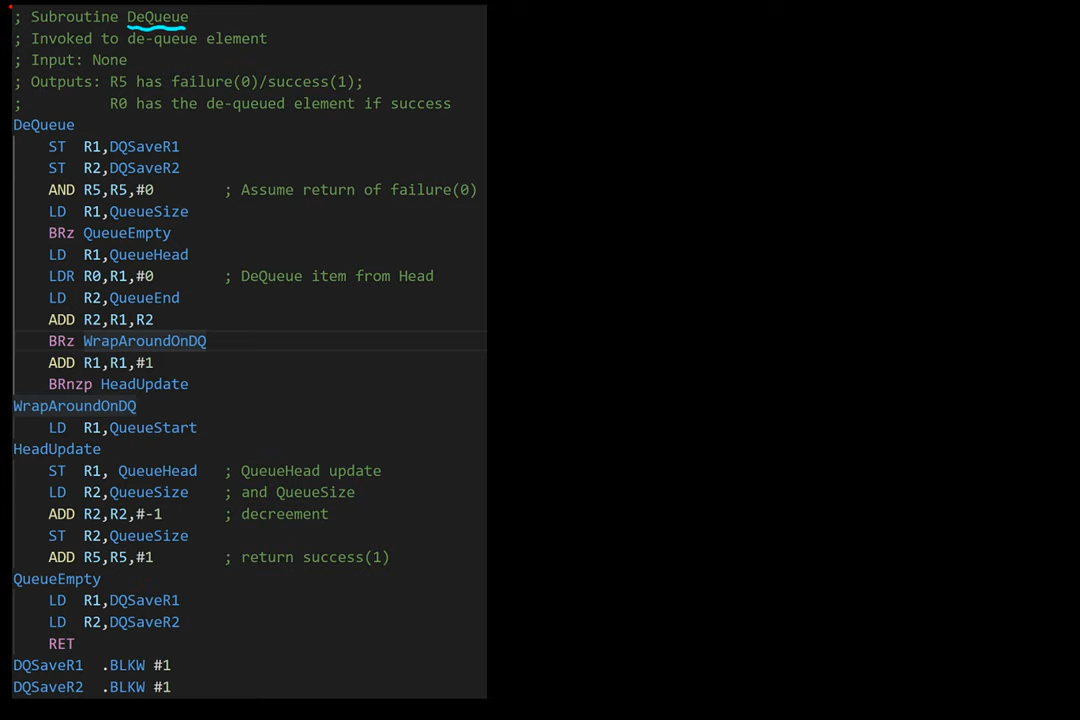 ; Subroutine DeQueue
; Invoked to de-queue element
; Input: None
; Outputs: R5 has failure(0)/success(1);
;          R0 has the de-queued element if success
DeQueue
    ST  R1,DQSaveR1
    ST  R2,DQSaveR2
    AND R5,R5,#0        ; Assume return of failure(0)
    LD  R1,QueueSize
    BRz QueueEmpty
    LD  R1,QueueHead
    LDR R0,R1,#0        ; DeQueue item from Head
    LD  R2,QueueEnd
    ADD R2,R1,R2
    BRz WrapAroundOnDQ
    ADD R1,R1,#1
    BRnzp HeadUpdate
WrapAroundOnDQ
    LD  R1,QueueStart
HeadUpdate
    ST  R1, QueueHead   ; QueueHead update
    LD  R2,QueueSize    ; and QueueSize
    ADD R2,R2,#-1       ; decreement
    ST  R2,QueueSize
    ADD R5,R5,#1        ; return success(1)
QueueEmpty
    LD  R1,DQSaveR1
    LD  R2,DQSaveR2
    RET
DQSaveR1  .BLKW #1
DQSaveR2  .BLKW #1